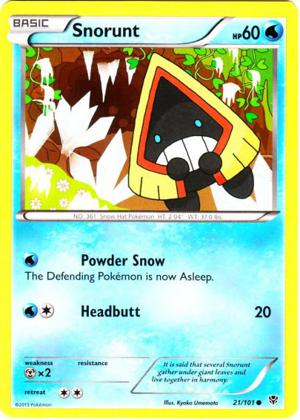 BASIC
Snorunt
HP60
NO. 361 Snow Hat Pokémon HT: 2'04" WT: 37.0 lbs.
Powder Snow
The Defending Pokémon is now Asleep.
Headbutt 20
weakness resistance
×2
retreat
It is said that several Snorunt
gather under giant leaves and
live together in harmony.
©2013 Pokémon
Illus. Kyoko Umemoto
21/101